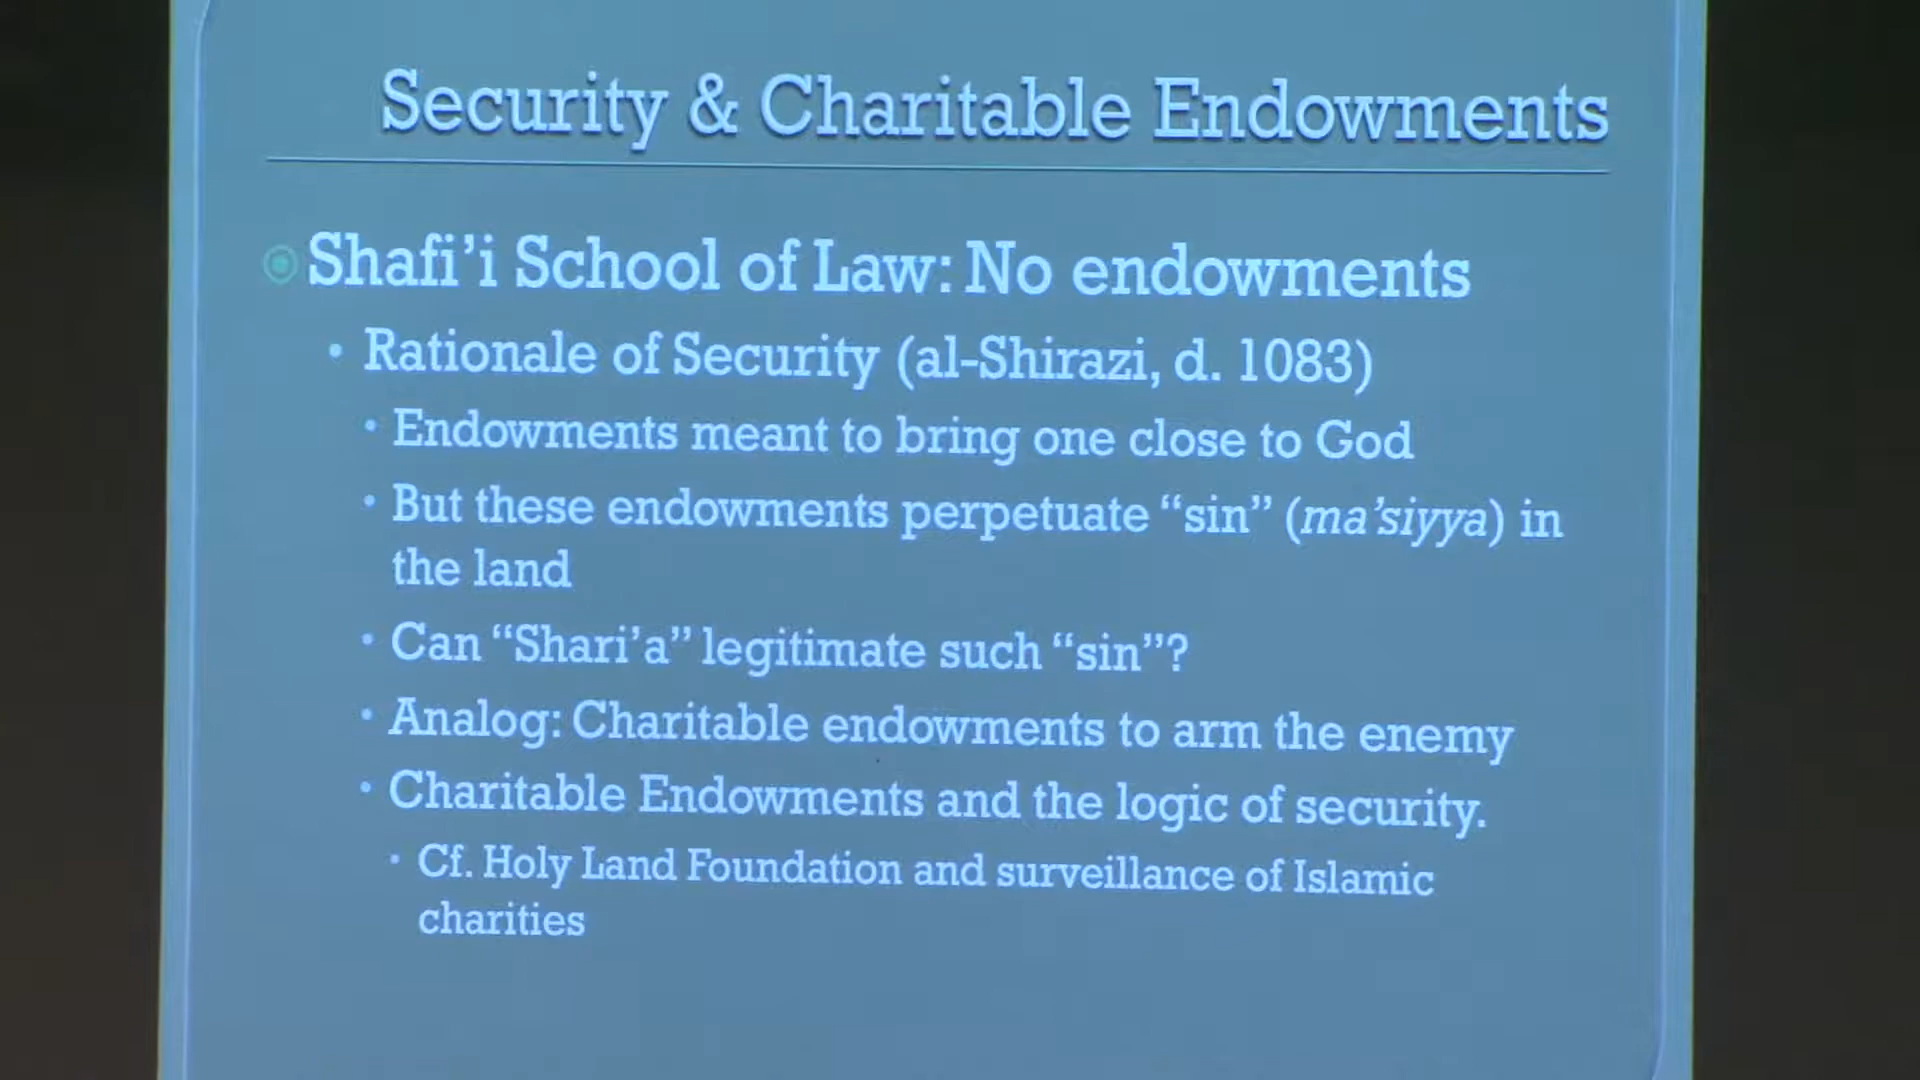 Security & Charitable Endowments
Shafi’i School of Law: No endowments
Rationale of Security (al-Shirazi, d. 1083)
Endowments meant to bring one close to God
But these endowments perpetuate “sin” (ma’siyya) in
the land
Can “Shari’a” legitimate such “sin”?
Analog: Charitable endowments to arm the enemy
Charitable Endowments and the logic of security.
Cf. Holy Land Foundation and surveillance of Islamic
charities